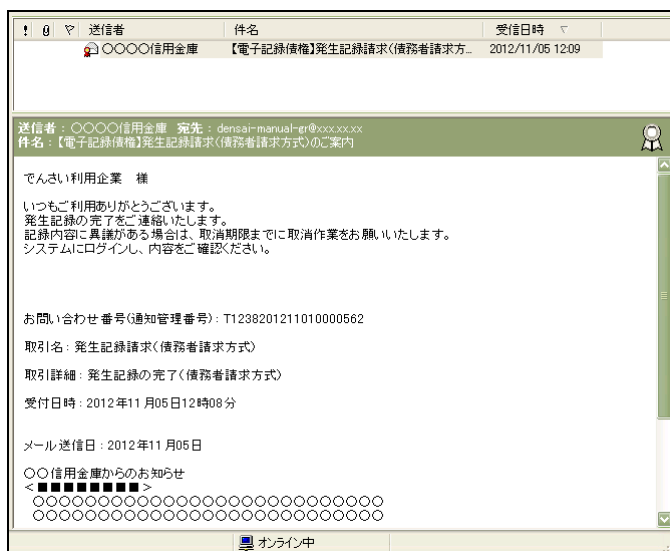 ! 送信者 件名 受信日時
〇〇〇〇信用金庫 【電子記録債権】発生記録請求(債務者請求方... 2012/11/05 12:09
送信者：〇〇〇〇信用金庫 宛先：densai-manual-gr@xxx.xx.xx
件名：【電子記録債権】発生記録請求(債務者請求方式)のご案内
でんさい利用企業　様
いつもご利用ありがとうございます。
発生記録の完了をご連絡いたします。
記録内容に異議がある場合は、取消期限までに取消作業をお願いいたします。
システムにログインし、内容をご確認ください。
お問い合わせ番号(通知管理番号)：T1238201211010000562
取引名：発生記録請求(債務者請求方式)
取引詳細：発生記録の完了(債務者請求方式)
受付日時：2012年11月05日12時08分
メール送信日：2012年11月05日
〇〇信用金庫からのお知らせ
<■■■■■■■■>
〇〇〇〇〇〇〇〇〇〇〇〇〇〇〇〇〇〇〇〇〇〇〇〇〇〇〇
〇〇〇〇〇〇〇〇〇〇〇〇〇〇〇〇〇〇〇〇〇〇〇〇〇〇〇
オンライン中